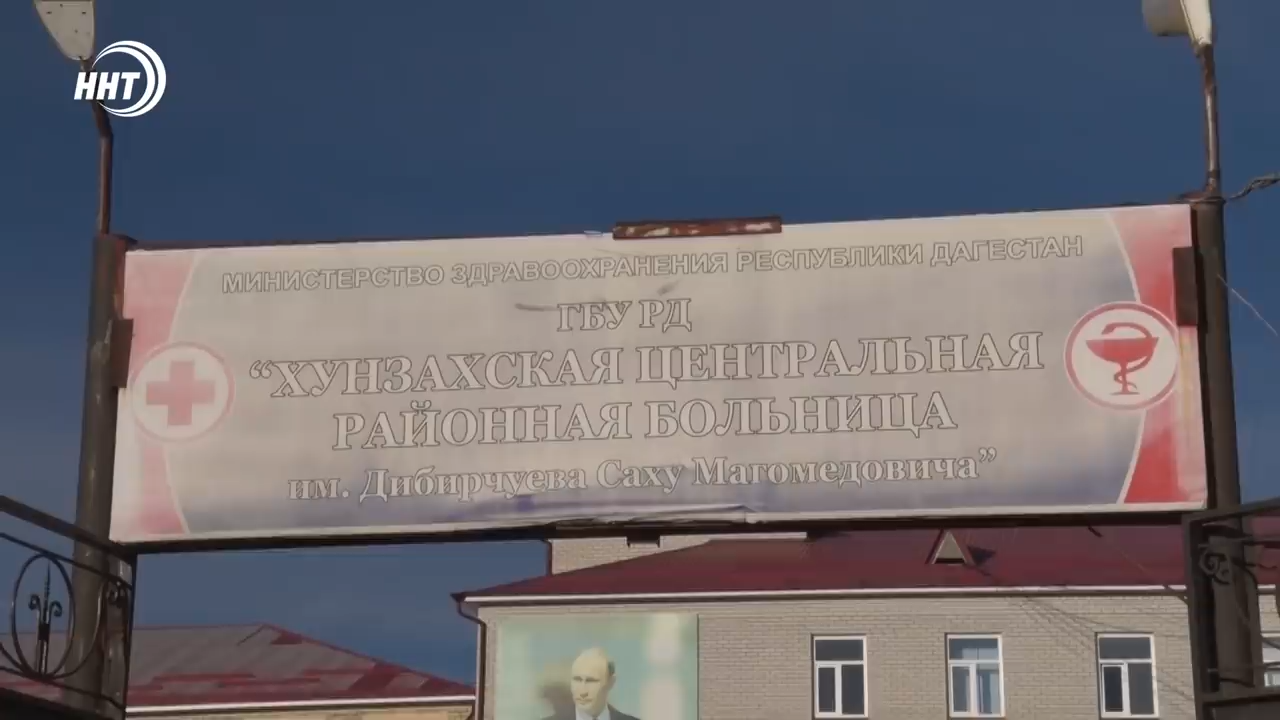 ННТ
МИНИСТЕРСТВО ЗДРАВООХРАНЕНИЯ РЕСПУБЛИКИ ДАГЕСТАН
ГБУ РД
“ХУНЗАХСКАЯ ЦЕНТРАЛЬНАЯ
РАЙОННАЯ БОЛЬНИЦА
им. Дибирчуева Саху Магомедовича”